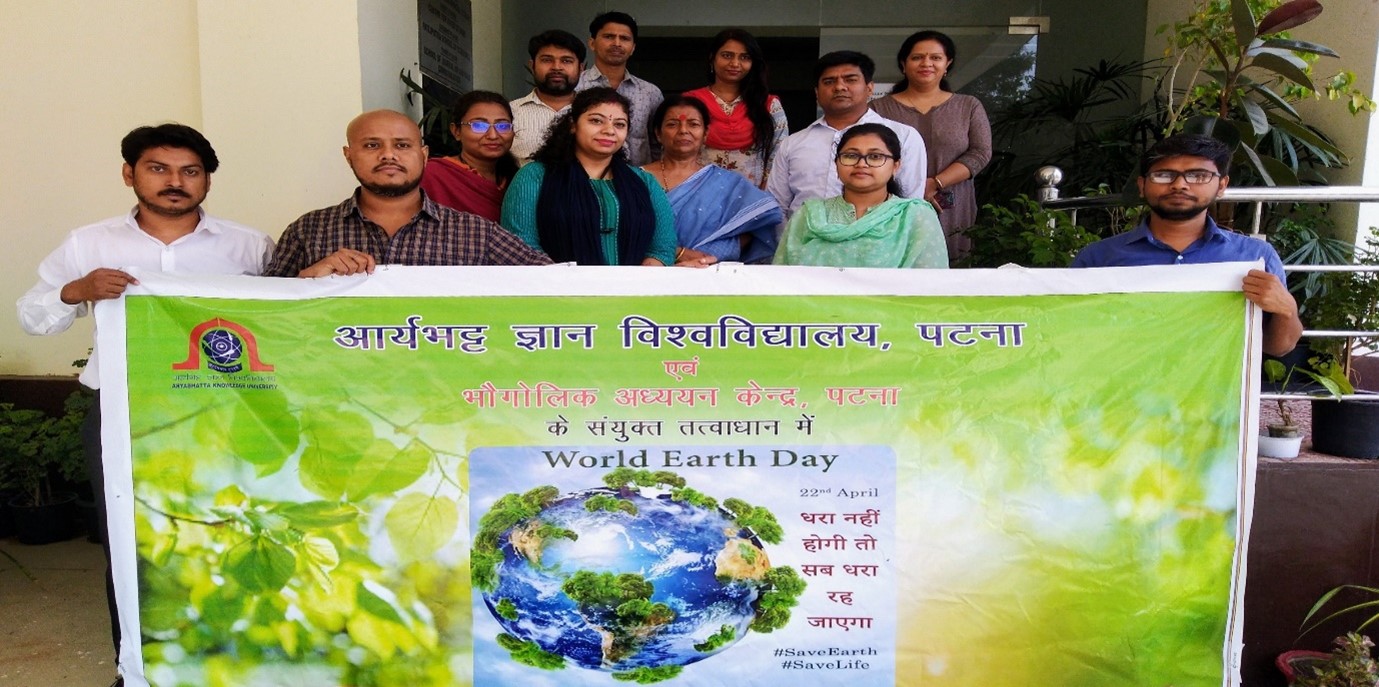 आर्यभट्ट ज्ञान विश्वविद्यालय, पटना
एवं
भौगोलिक अध्ययन केन्द्र, पटना
के संयुक्त तत्वाधान में
ARYABHATTA KNOWLEDGE UNIVERSITY
World Earth Day
22nd April
धरा नहीं
होगी तो
सब धरा
रह
जाएगा
#SaveEarth
#SaveLife